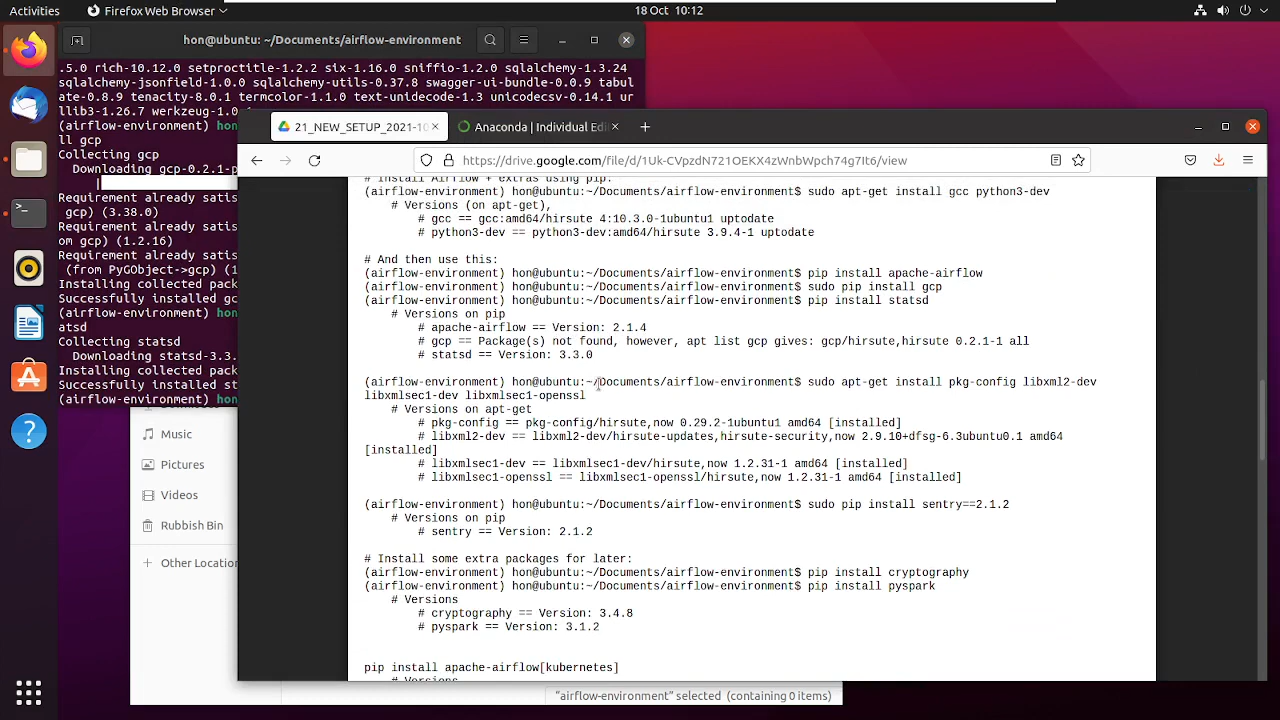 Activities
Firefox Web Browser
18 Oct 10:12
hon@ubuntu: ~/Documents/airflow-environment
.5.0 rich-10.12.0 setproctitle-1.2.2 six-1.16.0 sniffio-1.2.0 sqlalchemy-1.3.24
sqlalchemy-jsonfield-1.0.0 sqlalchemy-utils-0.37.8 swagger-ui-bundle-0.0.9 tabul
ate-0.8.9 tenacity-8.0.1 termcolor-1.1.0 text-unidecode-1.3 unicodecsv-0.14.1 ur
llib3-1.26.7 werkzeug-1.0
(airflow-environment) hon
ll gcp
Collecting gcp
Downloading gcp-0.2.1-p
Requirement already satis
gcp) (3.38.0)
Requirement already satis
om gcp) (1.2.16)
Requirement already satis
(from PyGObject->gcp) (1
Installing collected pack
Successfully installed gc
(airflow-environment) hon
atsd
Collecting statsd
Downloading statsd-3.3.
Installing collected pack
Successfully installed st
(airflow-environment) hon
21_NEW_SETUP_2021-10
Anaconda | Individual Edi
https://drive.google.com/file/d/1Uk-CVpzdN721OEKX4zWnbWpch74g7It6/view
# Install Airflow + extras using pip:
(airflow-environment) hon@ubuntu:~/Documents/airflow-environment$ sudo apt-get install gcc python3-dev
# Versions (on apt-get),
# gcc == gcc:amd64/hirsute 4:10.3.0-1ubuntu1 uptodate
# python3-dev == python3-dev:amd64/hirsute 3.9.4-1 uptodate
# And then use this:
(airflow-environment) hon@ubuntu:~/Documents/airflow-environment$ pip install apache-airflow
(airflow-environment) hon@ubuntu:~/Documents/airflow-environment$ sudo pip install gcp
(airflow-environment) hon@ubuntu:~/Documents/airflow-environment$ pip install statsd
# Versions on pip
# apache-airflow == Version: 2.1.4
# gcp == Package(s) not found, however, apt list gcp gives: gcp/hirsute,hirsute 0.2.1-1 all
# statsd == Version: 3.3.0
(airflow-environment) hon@ubuntu:~/Documents/airflow-environment$ sudo apt-get install pkg-config libxml2-dev
libxmlsec1-dev libxmlsec1-openssl
# Versions on apt-get
# pkg-config == pkg-config/hirsute,now 0.29.2-1ubuntu1 amd64 [installed]
# libxml2-dev == libxml2-dev/hirsute-updates,hirsute-security,now 2.9.10+dfsg-6.3ubuntu0.1 amd64
[installed]
# libxmlsec1-dev == libxmlsec1-dev/hirsute,now 1.2.31-1 amd64 [installed]
# libxmlsec1-openssl == libxmlsec1-openssl/hirsute,now 1.2.31-1 amd64 [installed]
(airflow-environment) hon@ubuntu:~/Documents/airflow-environment$ sudo pip install sentry==2.1.2
# Versions on pip
# sentry == Version: 2.1.2
# Install some extra packages for later:
(airflow-environment) hon@ubuntu:~/Documents/airflow-environment$ pip install cryptography
(airflow-environment) hon@ubuntu:~/Documents/airflow-environment$ pip install pyspark
# Versions
# cryptography == Version: 3.4.8
# pyspark == Version: 3.1.2
pip install apache-airflow[kubernetes]
# Versions
Music
Pictures
Videos
Rubbish Bin
Other Locatio
"airflow-environment" selected (containing 0 items)